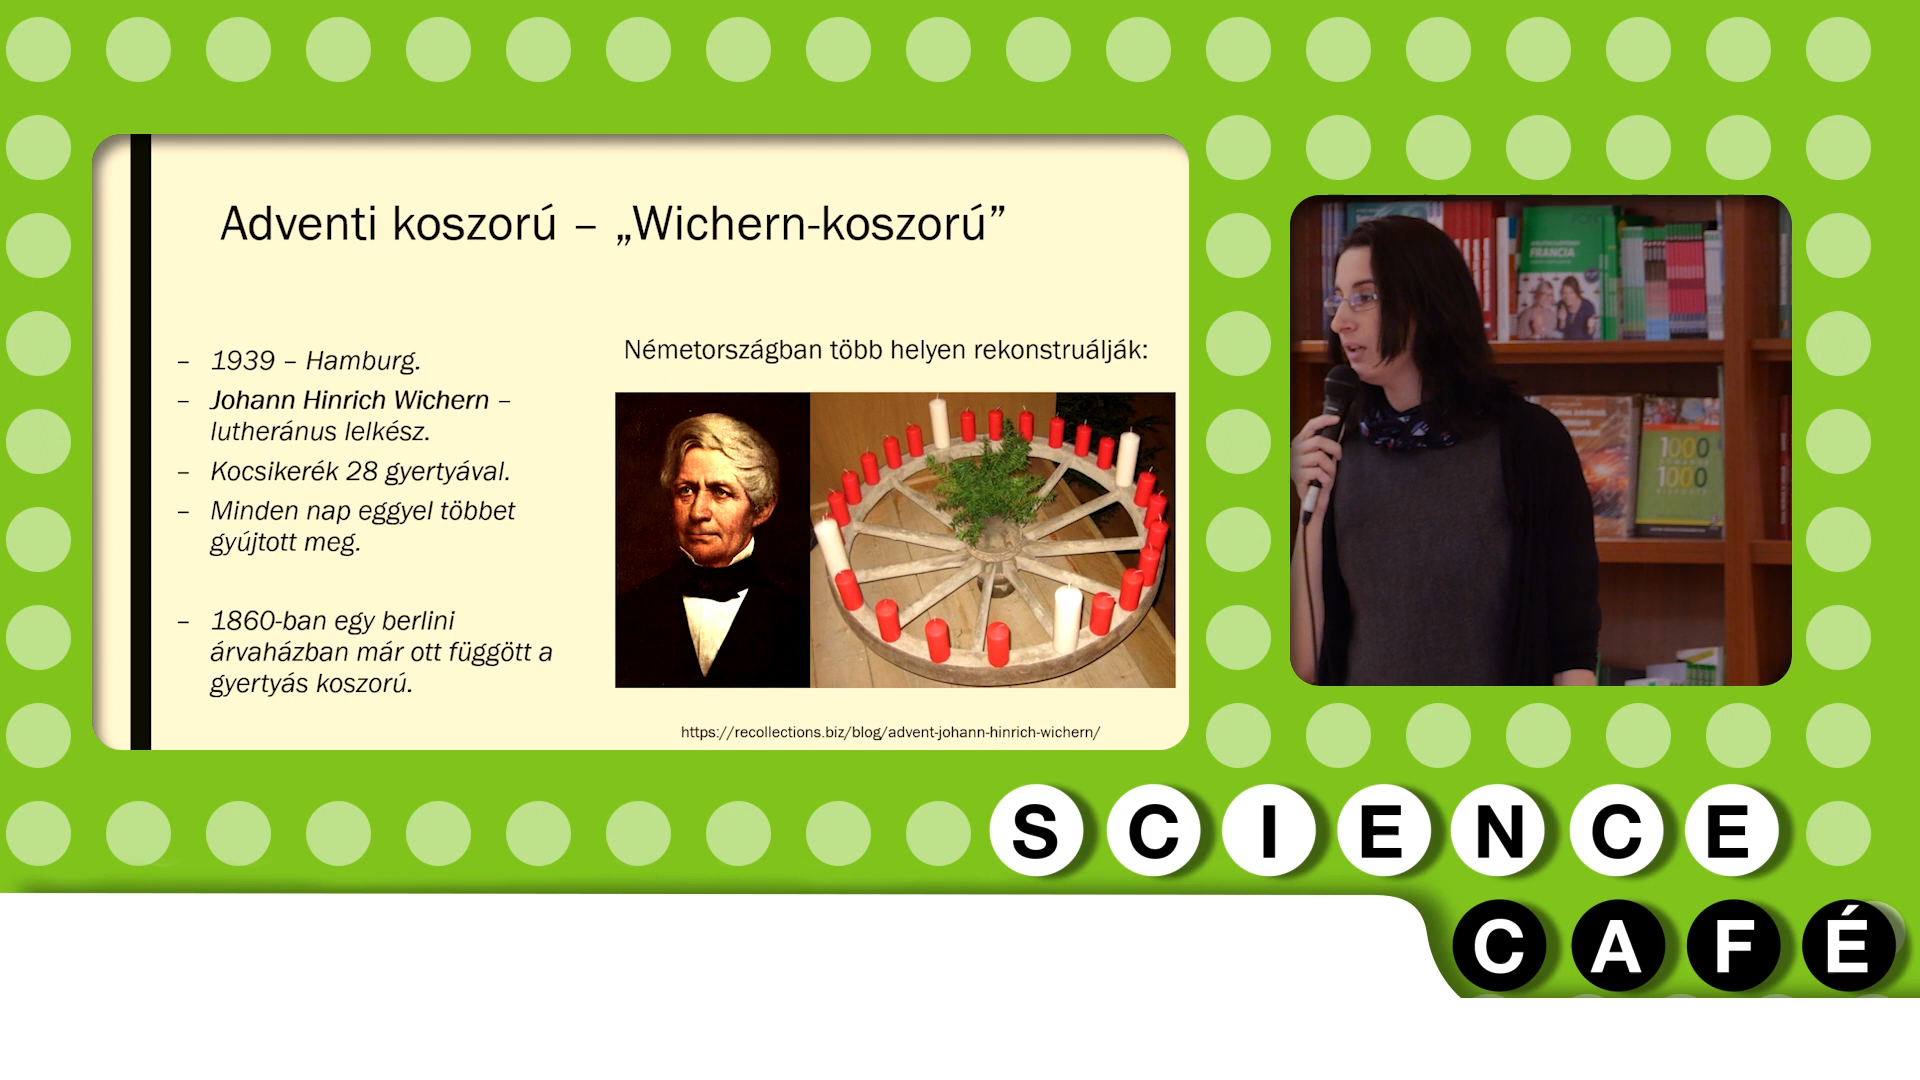 Adventi koszorú – „Wichern-koszorú”
– 1939 – Hamburg.
– Johann Hinrich Wichern –
lutheránus lelkész.
– Kocsikerék 28 gyertyával.
– Minden nap eggyel többet
gyújtott meg.
– 1860-ban egy berlini
árvaházban már ott függött a
gyertyás koszorú.
Németországban több helyen rekonstruálják:
https://recollections.biz/blog/advent-johann-hinrich-wichern/
FRANCIA
1000
1000
SCIENCE
CAFÉ